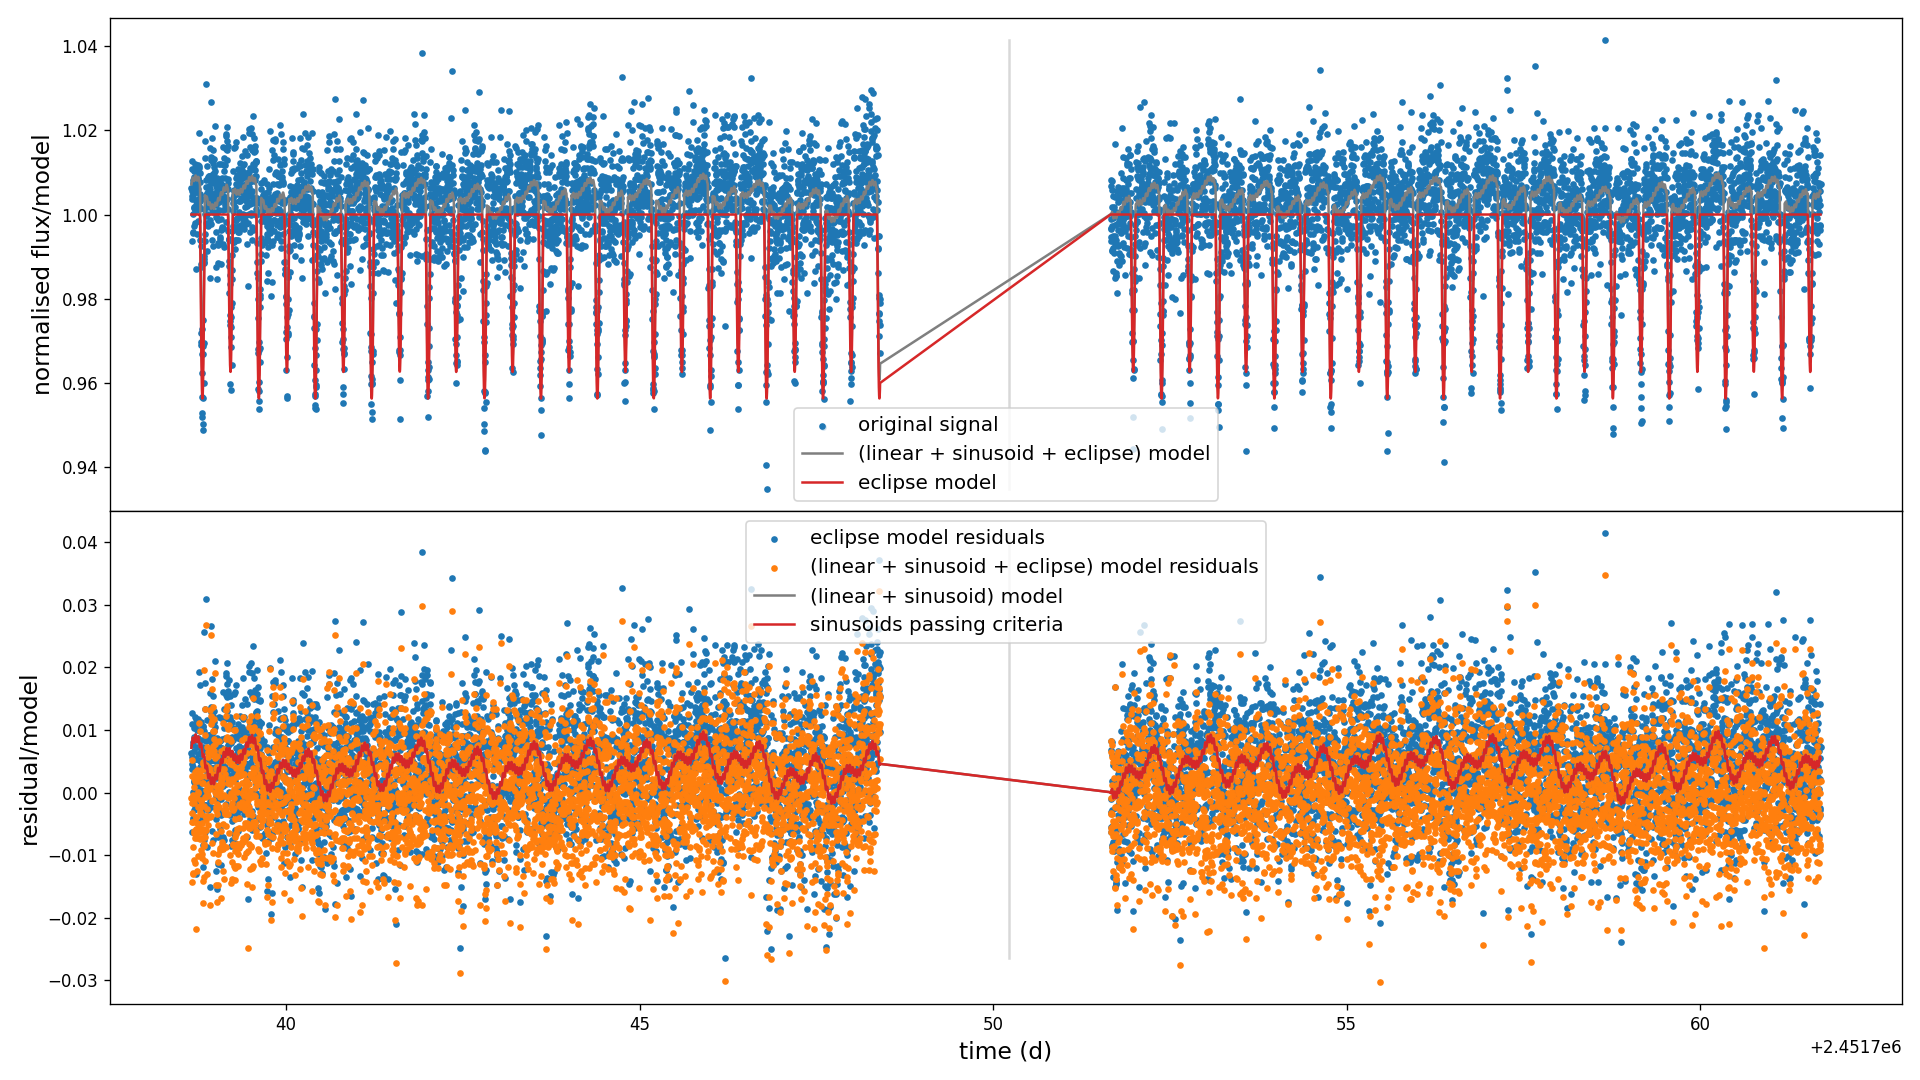 1.04
1.02
1.00
0.98
0.96
0.94
normalised flux/model
original signal
(linear + sinusoid + eclipse) model
eclipse model
0.04
0.03
0.02
0.01
0.00
−0.01
−0.02
−0.03
residual/model
eclipse model residuals
(linear + sinusoid + eclipse) model residuals
(linear + sinusoid) model
sinusoids passing criteria
40 45 50 55 60
time (d)
+2.4517e6